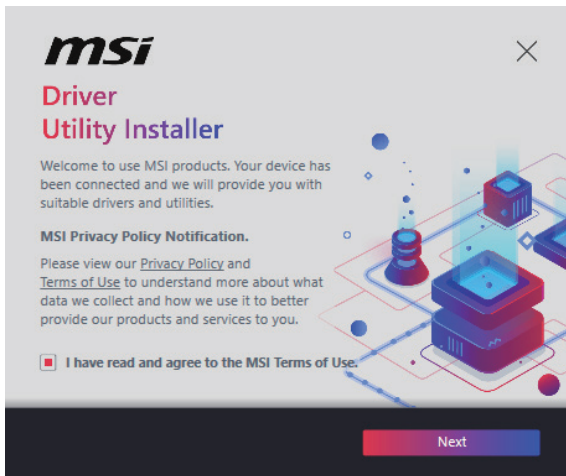 msi
Driver
Utility Installer
Welcome to use MSI products. Your device has
been connected and we will provide you with
suitable drivers and utilities.
MSI Privacy Policy Notification.
Please view our Privacy Policy and
Terms of Use to understand more about what
data we collect and how we use it to better
provide our products and services to you.
I have read and agree to the MSI Terms of Use.
Next